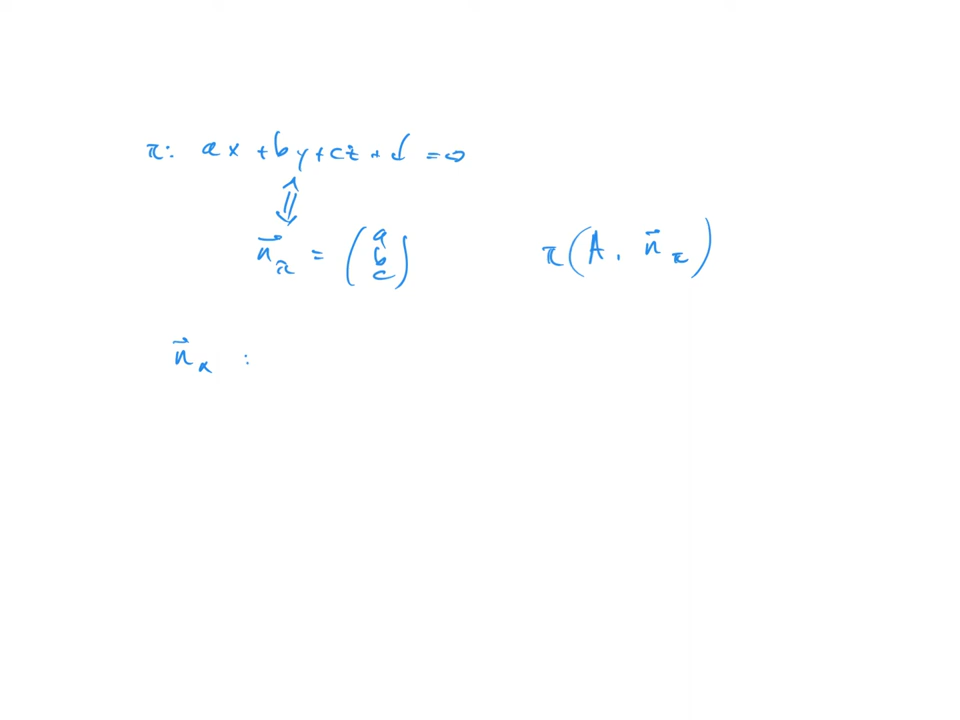 π: ax + by + cz + d = 0
⇕
n⃗_π = (a b c)   π(A, n⃗_π)
n⃗_α :